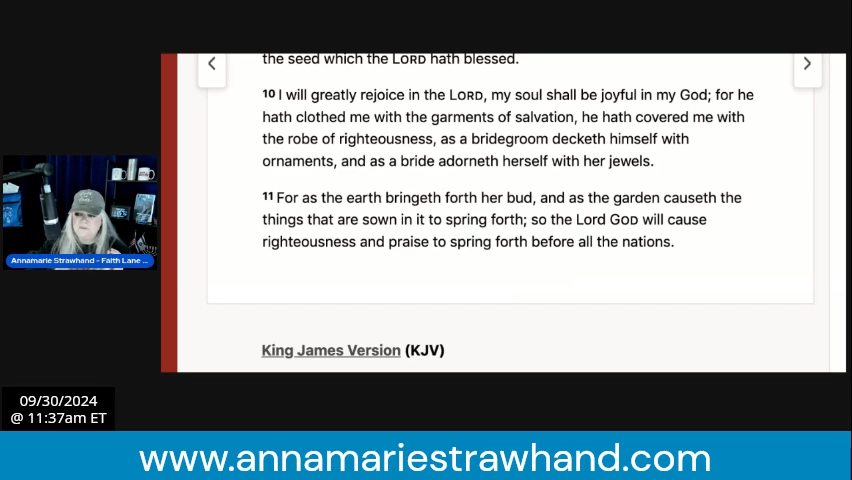 the seed which the LORD hath blessed.
10 I will greatly rejoice in the LORD, my soul shall be joyful in my God; for he
hath clothed me with the garments of salvation, he hath covered me with
the robe of righteousness, as a bridegroom decketh himself with
ornaments, and as a bride adorneth herself with her jewels.
11 For as the earth bringeth forth her bud, and as the garden causeth the
things that are sown in it to spring forth; so the Lord GOD will cause
righteousness and praise to spring forth before all the nations.
King James Version (KJV)
Annamarie Strawhand - Faith Lane ...
09/30/2024
@ 11:37am ET
www.annamariestrawhand.com